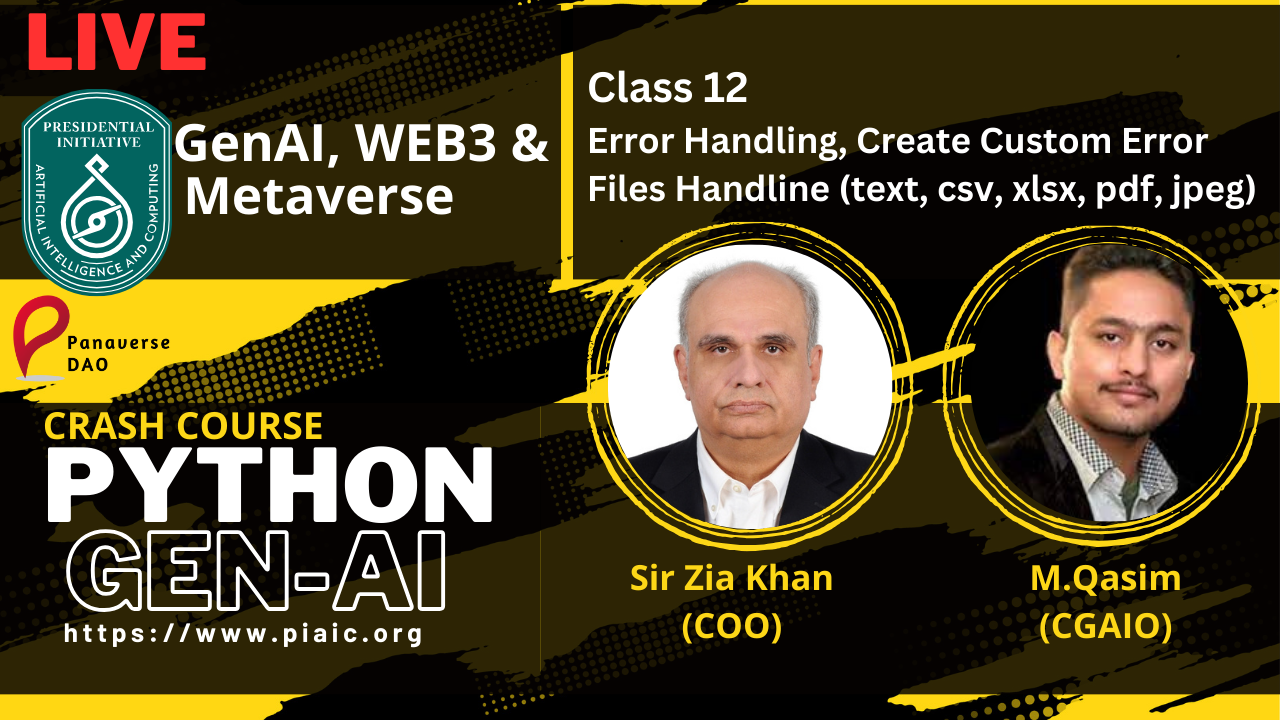 LIVE
PRESIDENTIAL
INITIATIVE
ARTIFICIAL INTELLIGENCE AND COMPUTING
GenAI, WEB3 &
Metaverse
Class 12
Error Handling, Create Custom Error
Files Handline (text, csv, xlsx, pdf, jpeg)
Panaverse
DAO
CRASH COURSE
PYTHON
GEN-AI
https://www.piaic.org
Sir Zia Khan
(COO)
M.Qasim
(CGAIO)